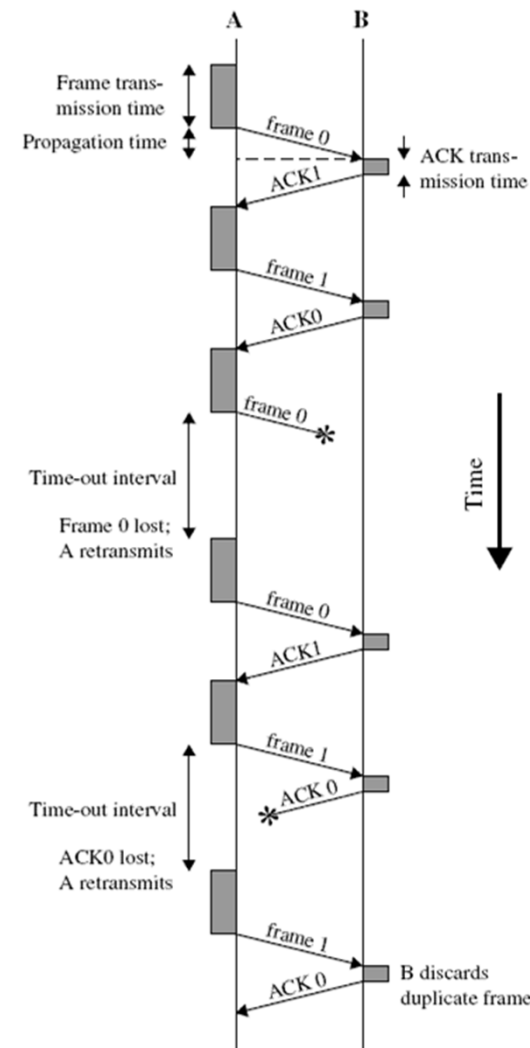 A
B
Frame trans-
mission time
Propagation time
frame 0
ACK trans-
mission time
ACK1
frame 1
ACK0
frame 0
Time-out interval
Time
Frame 0 lost;
A retransmits
frame 0
ACK1
frame 1
Time-out interval
ACK 0
ACK0 lost;
A retransmits
frame 1
B discards
duplicate frame
ACK 0